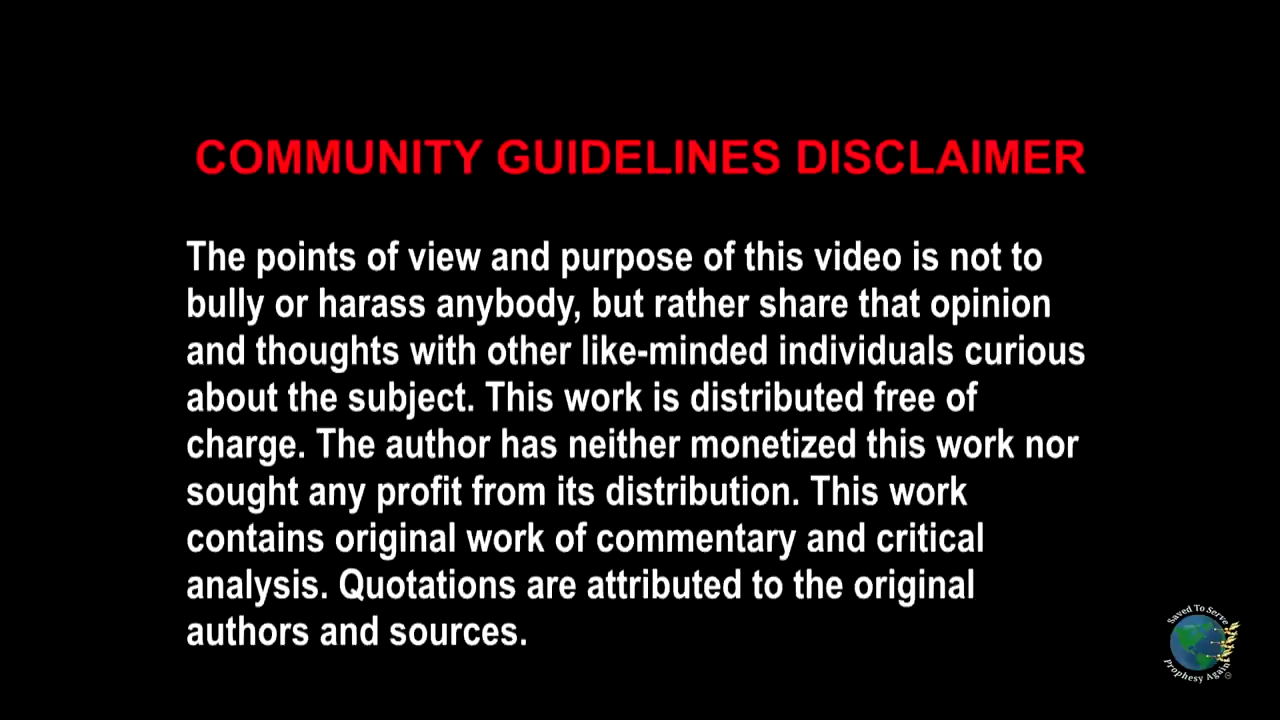 COMMUNITY GUIDELINES DISCLAIMER
The points of view and purpose of this video is not to
bully or harass anybody, but rather share that opinion
and thoughts with other like-minded individuals curious
about the subject. This work is distributed free of
charge. The author has neither monetized this work nor
sought any profit from its distribution. This work
contains original work of commentary and critical
analysis. Quotations are attributed to the original
authors and sources.
Saved To Serve
Prophesy Again